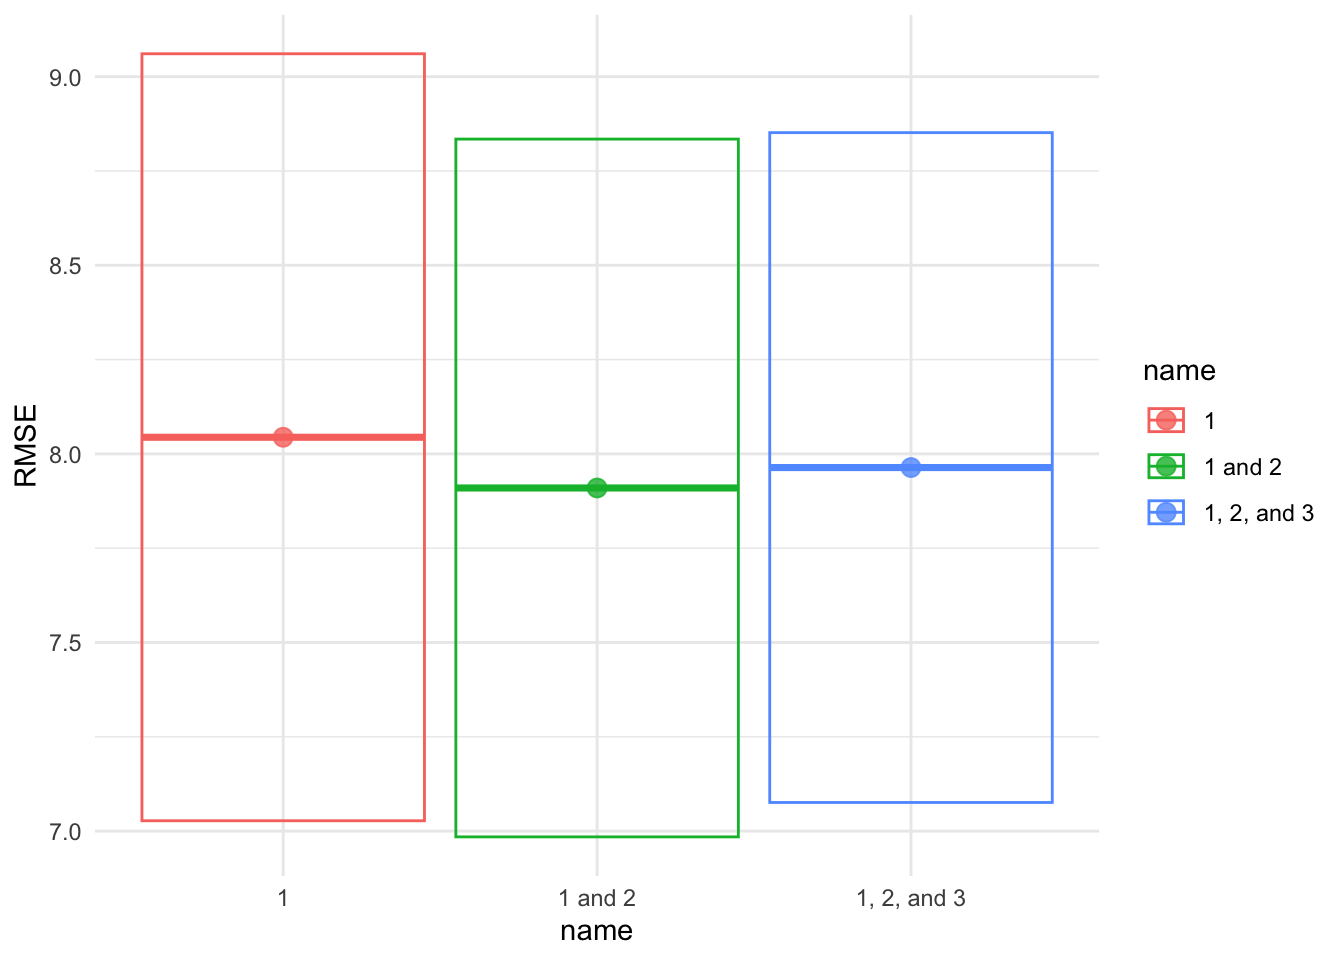 9.0
8.5
8.0
7.5
7.0
RMSE
1
1 and 2
1, 2, and 3
name
name
1
1 and 2
1, 2, and 3